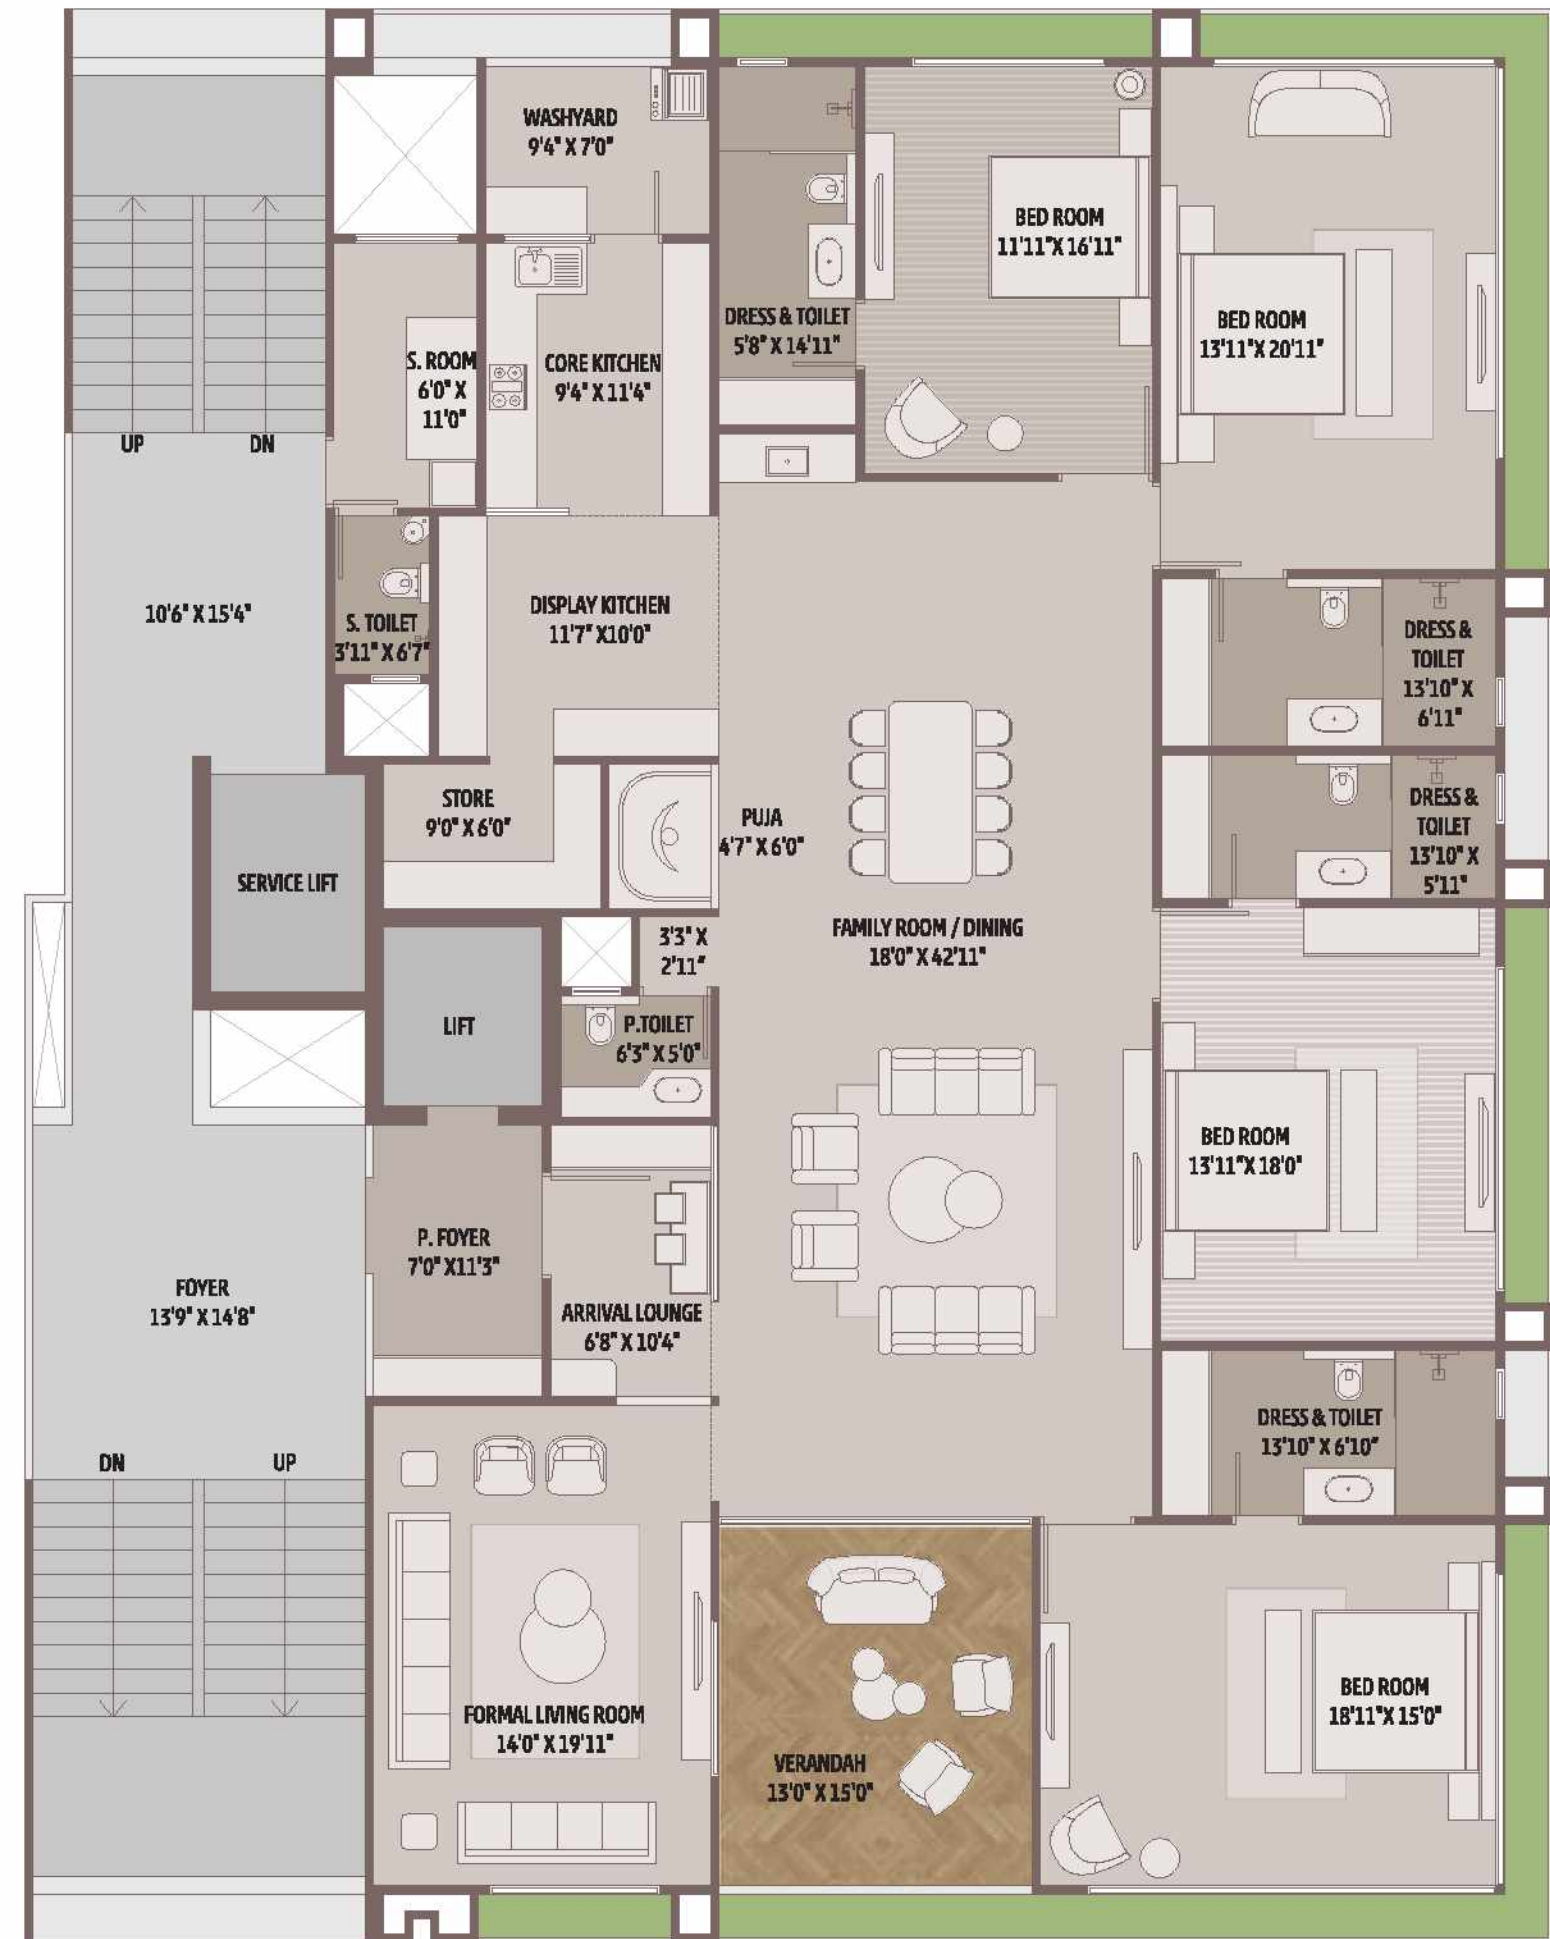 WASHYARD
9'4" X 7'0"
BED ROOM
11'11"X 16'11"
DRESS & TOILET
5'8" X 14'11"
BED ROOM
13'11"X 20'11"
S. ROOM
6'0" X
11'0"
CORE KITCHEN
9'4" X 11'4"
UP
DN
10'6" X 15'4"
S. TOILET
3'11" X 6'7"
DISPLAY KITCHEN
11'7" X10'0"
DRESS &
TOILET
13'10" X
6'11"
STORE
9'0" X 6'0"
PUJA
4'7" X 6'0"
DRESS &
TOILET
13'10" X
5'11"
SERVICE LIFT
3'3" X
2'11"
FAMILY ROOM / DINING
18'0" X 42'11"
LIFT
P.TOILET
6'3" X 5'0"
BED ROOM
13'11"X 18'0"
P. FOYER
7'0" X11'3"
FOYER
13'9" X 14'8"
ARRIVAL LOUNGE
6'8" X 10'4"
DRESS & TOILET
13'10" X 6'10"
DN
UP
FORMAL LIVING ROOM
14'0" X 19'11"
VERANDAH
13'0" X 15'0"
BED ROOM
18'11"X 15'0"